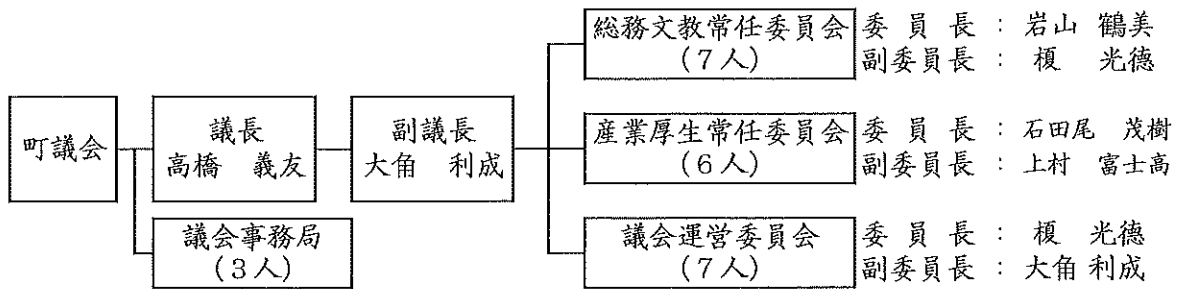 町議会
議長
高橋 義友
議会事務局
(3人)
副議長
大角 利成
総務文教常任委員会
(7人)
委員長 : 岩山 鶴美
副委員長 : 榎 光德
産業厚生常任委員会
(6人)
委員長 : 石田尾 茂樹
副委員長 : 上村 富士高
議会運営委員会
(7人)
委員長 : 榎 光德
副委員長 : 大角 利成